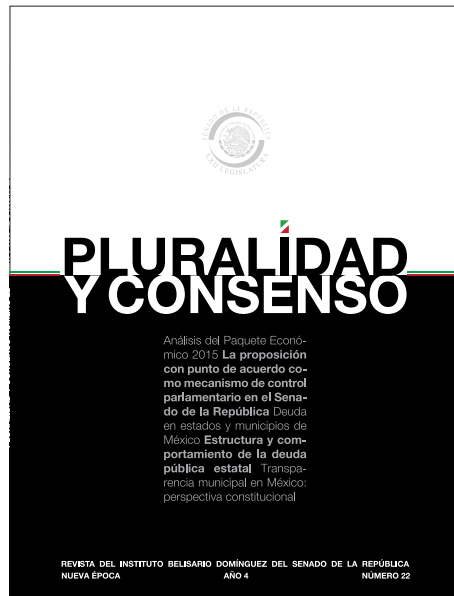 SENADO DE LA REPÚBLICA
LXII LEGISLATURA
PLURALIDAD
Y CONSENSO
Análisis del Paquete Econó-
mico 2015 La proposición
con punto de acuerdo co-
mo mecanismo de control
parlamentario en el Sena-
do de la República Deuda
en estados y municipios de
México Estructura y com-
portamiento de la deuda
pública estatal Transpa-
rencia municipal en México:
perspectiva constitucional
REVISTA DEL INSTITUTO BELISARIO DOMÍNGUEZ DEL SENADO DE LA REPÚBLICA
NUEVA ÉPOCA AÑO 4 NÚMERO 22